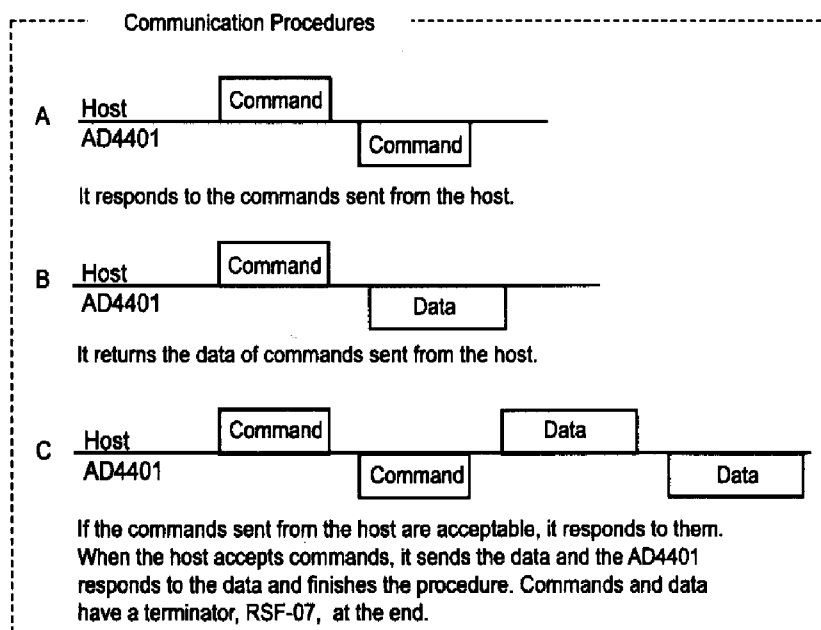 Communication Procedures
A Host Command
AD4401 Command
It responds to the commands sent from the host.
B Host Command
AD4401 Data
It returns the data of commands sent from the host.
C Host Command Data
AD4401 Command Data
If the commands sent from the host are acceptable, it responds to them.
When the host accepts commands, it sends the data and the AD4401
responds to the data and finishes the procedure. Commands and data
have a terminator, RSF-07, at the end.